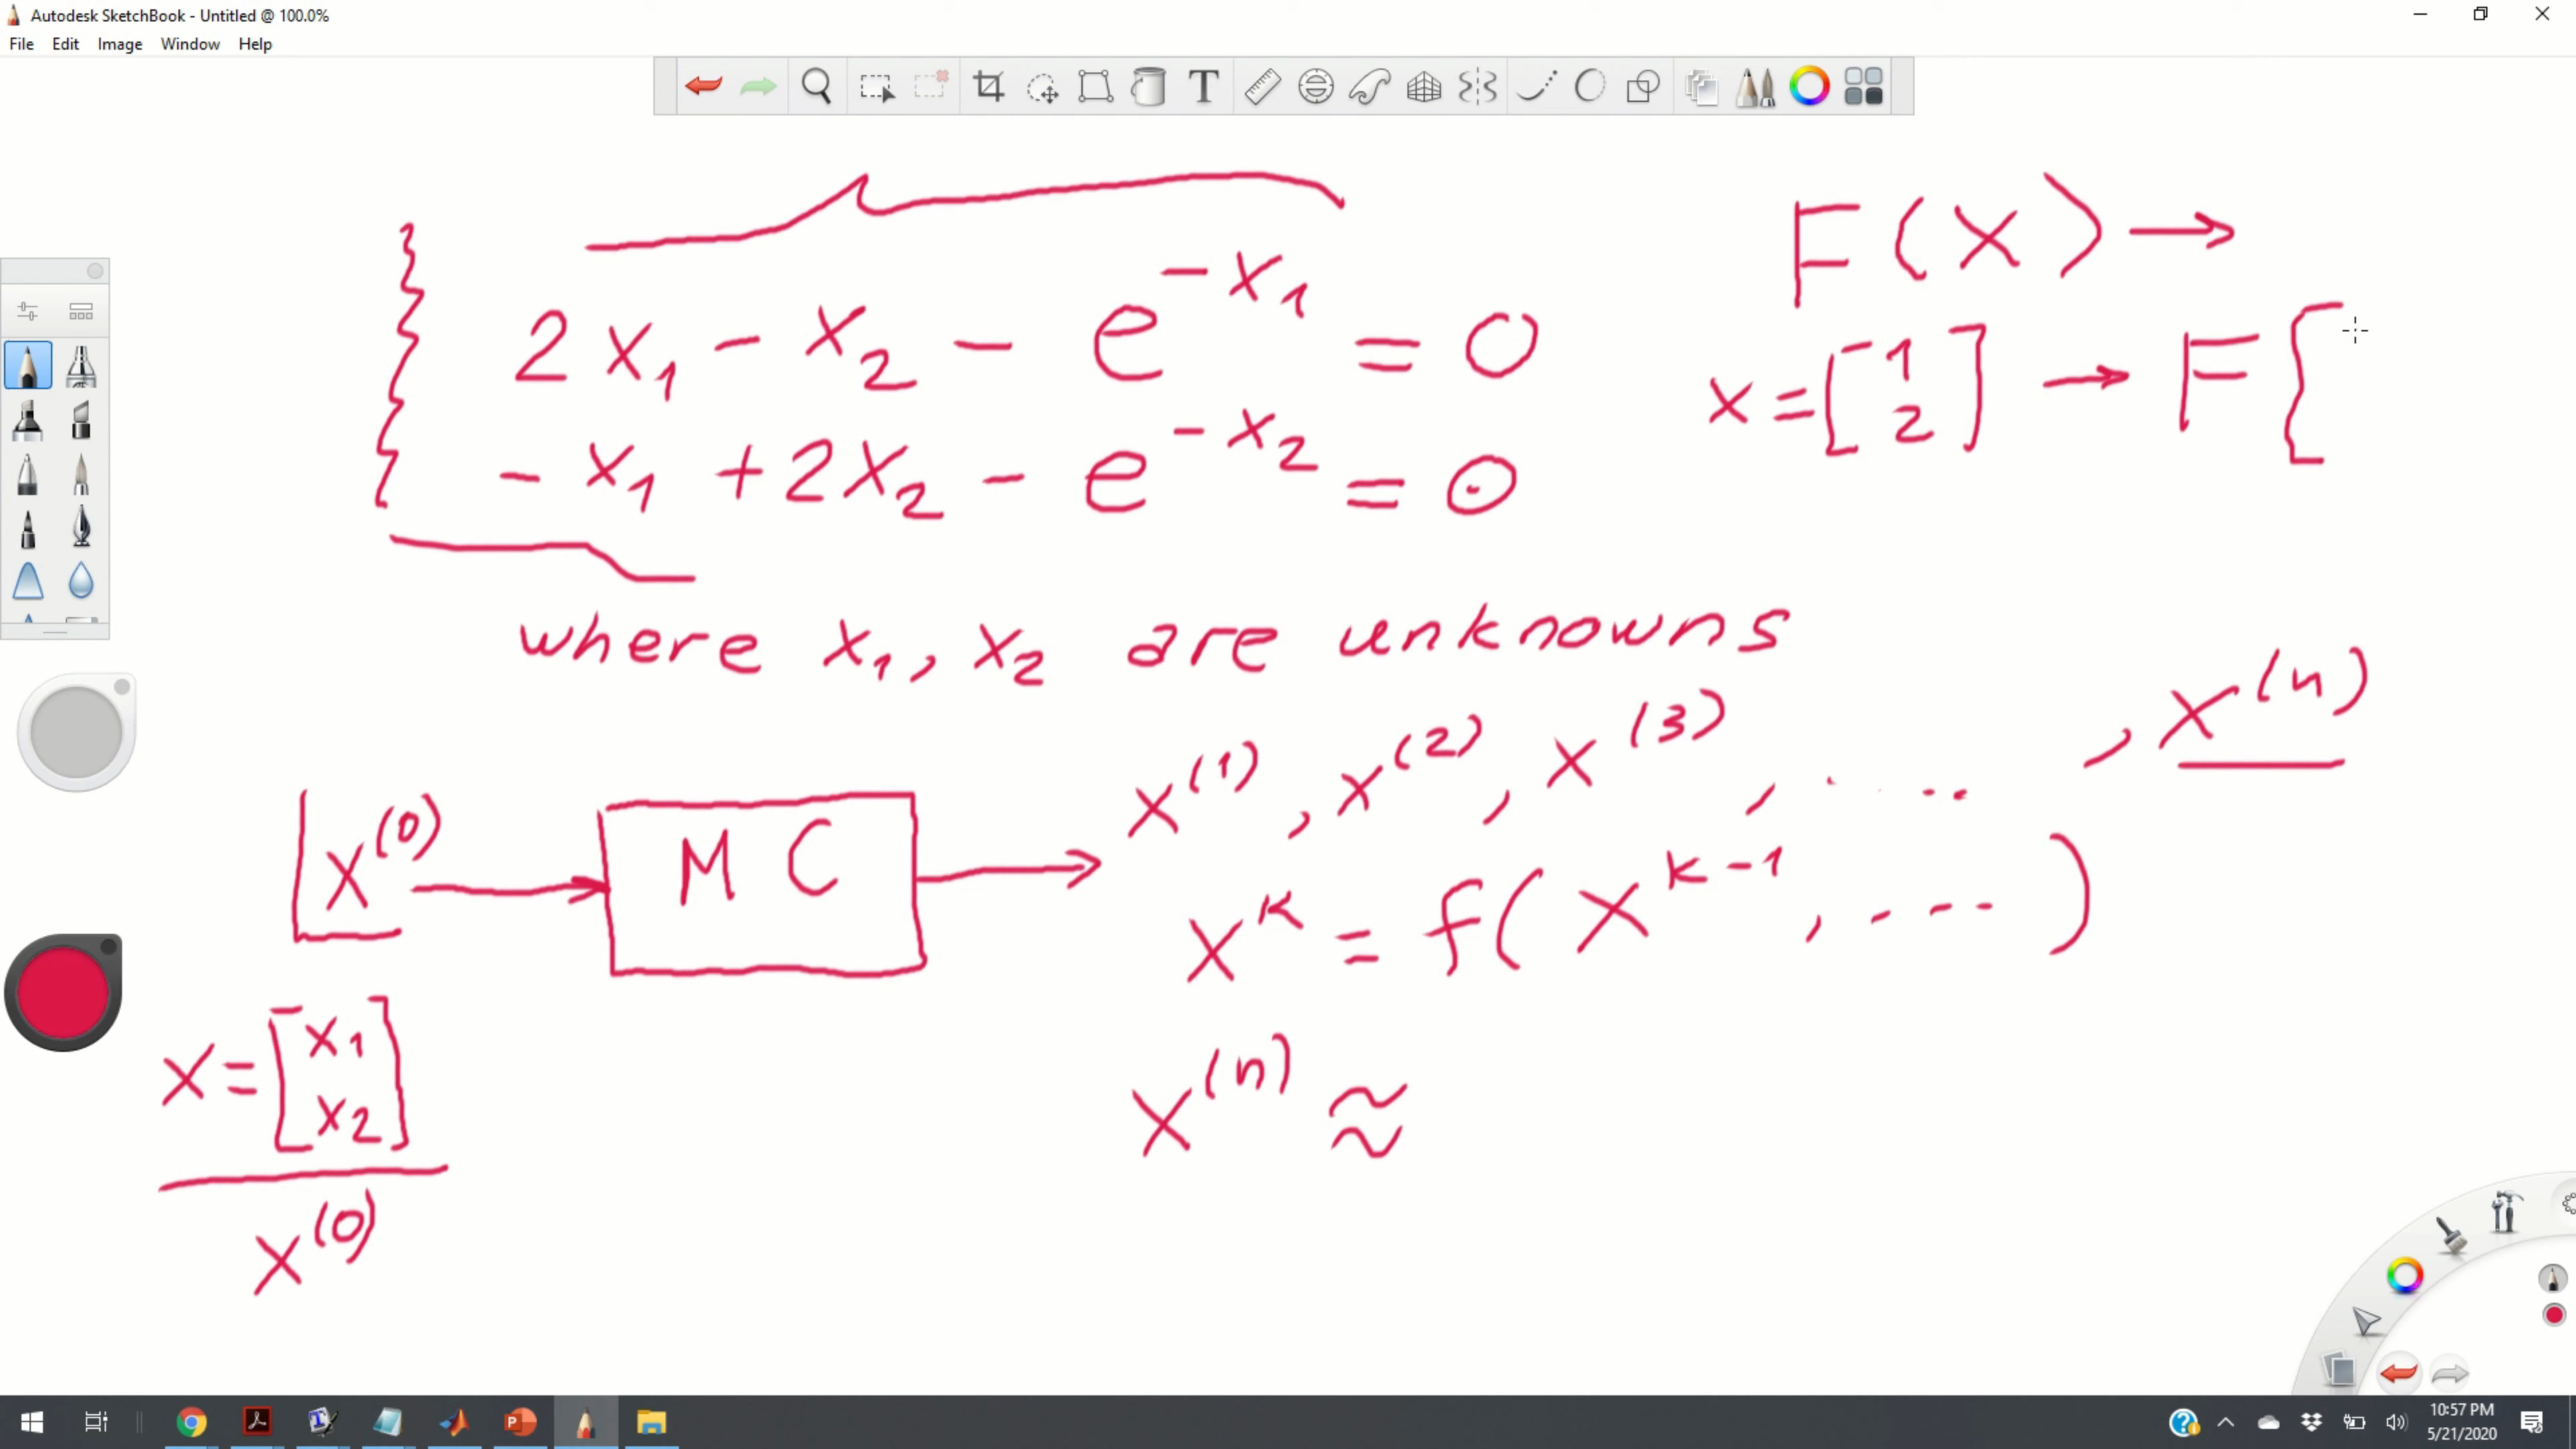 Autodesk SketchBook - Untitled @ 100.0%
File Edit Image Window Help
T
F(x) →
2x₁ - x₂ - e^(-x₁) = 0
x = [1 2] → F[
-x₁ + 2x₂ - e^(-x₂) = 0
where x₁, x₂ are unknowns
x⁽⁰⁾ → MC → x⁽¹⁾, x⁽²⁾, x⁽³⁾, ...., x⁽ⁿ⁾
x^k = f(x^(k-1), ....)
x = [x₁ x₂]
x⁽ⁿ⁾ ≈
x⁽⁰⁾
10:57 PM
5/21/2020